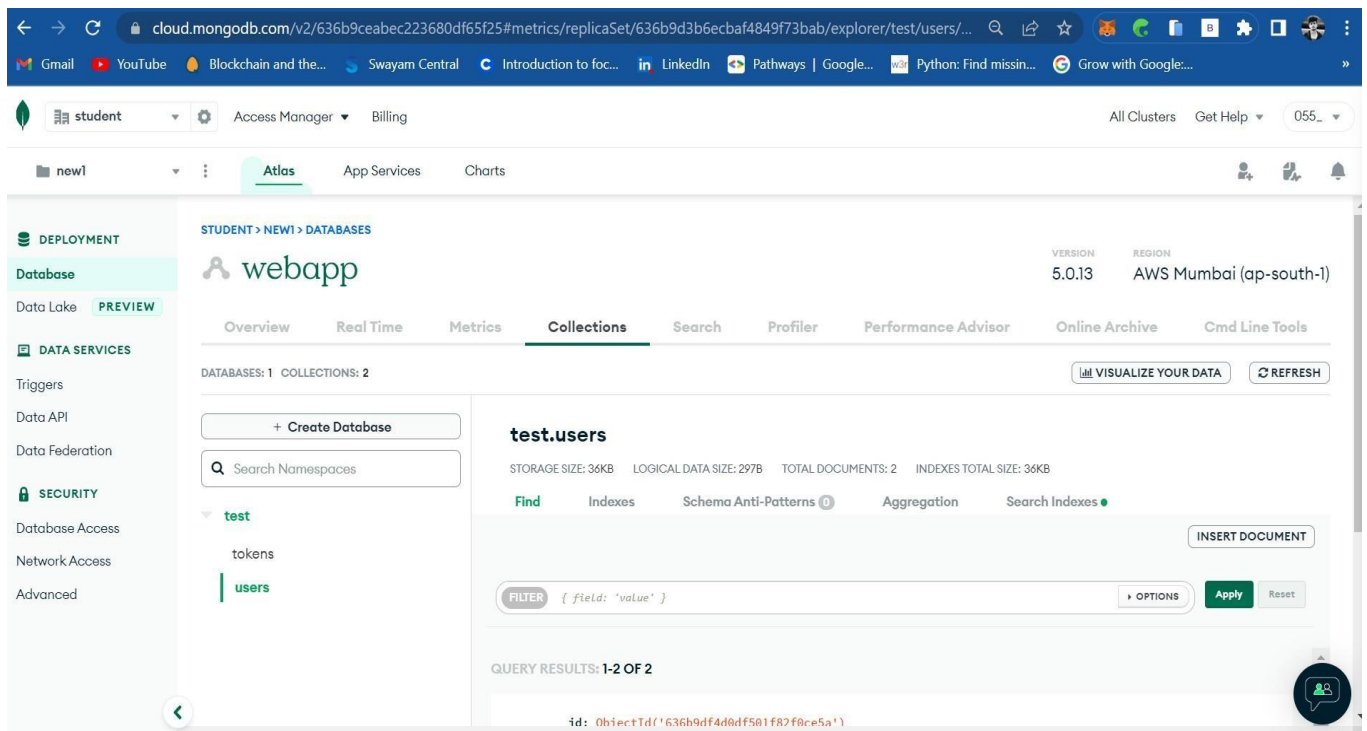 cloud.mongodb.com/v2/636b9ceabec223680df65f25#metrics/replicaSet/636b9d3b6ecbaf4849f73bab/explorer/test/users/...
Gmail YouTube Blockchain and the... Swayam Central Introduction to foc... LinkedIn Pathways | Google... Python: Find missin... Grow with Google:... »
student Access Manager Billing All Clusters Get Help 055_
new1 Atlas App Services Charts
DEPLOYMENT
Database
Data Lake PREVIEW
DATA SERVICES
Triggers
Data API
Data Federation
SECURITY
Database Access
Network Access
Advanced
STUDENT > NEW1 > DATABASES
webapp
VERSION REGION
5.0.13 AWS Mumbai (ap-south-1)
Overview Real Time Metrics Collections Search Profiler Performance Advisor Online Archive Cmd Line Tools
DATABASES: 1 COLLECTIONS: 2 VISUALIZE YOUR DATA REFRESH
+ Create Database
Search Namespaces
test
tokens
users
test.users
STORAGE SIZE: 36KB LOGICAL DATA SIZE: 297B TOTAL DOCUMENTS: 2 INDEXES TOTAL SIZE: 36KB
Find Indexes Schema Anti-Patterns 0 Aggregation Search Indexes
INSERT DOCUMENT
FILTER { field: 'value' } OPTIONS Apply Reset
QUERY RESULTS: 1-2 OF 2
id: ObjectId('636b9df4d0df501f82f0ce5a')